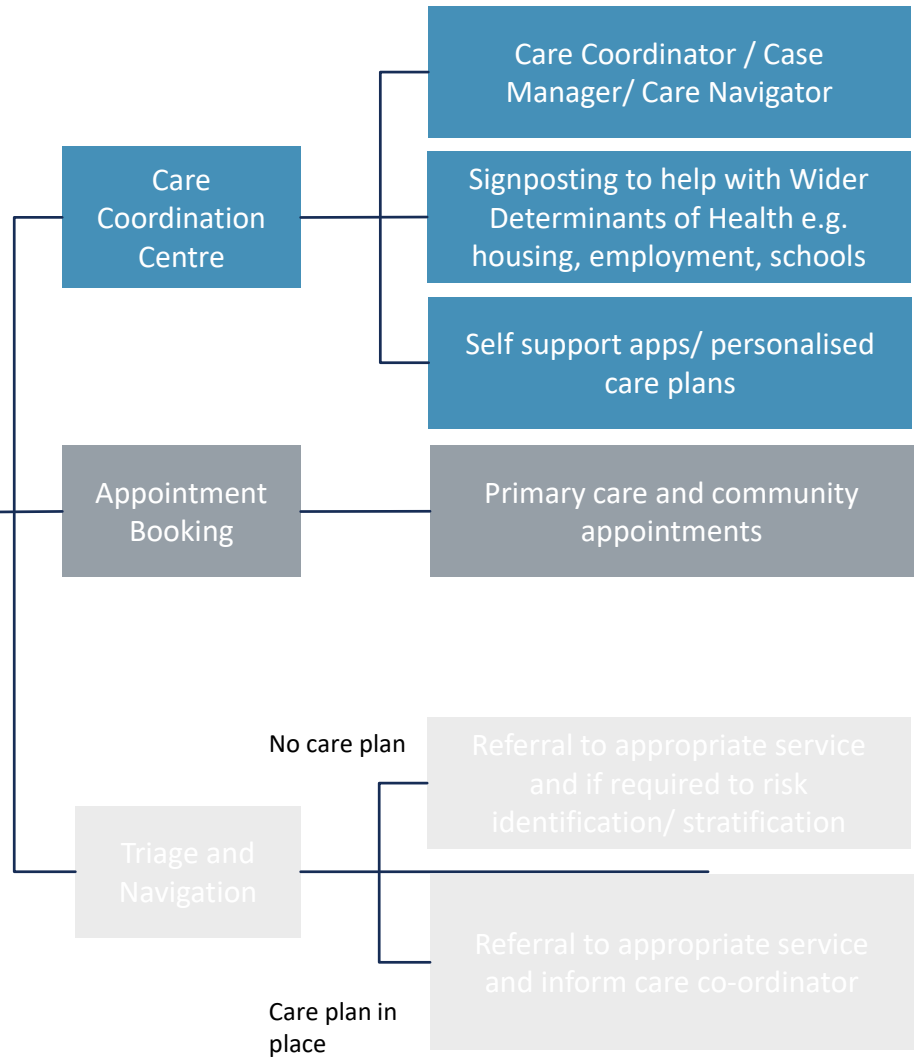 Care Coordinator / Case
Manager/ Care Navigator
Care
Coordination
Centre
Signposting to help with Wider
Determinants of Health e.g.
housing, employment, schools
Self support apps/ personalised
care plans
Appointment
Booking
Primary care and community
appointments
No care plan
Referral to appropriate service
and if required to risk
identification/ stratification
Triage and
Navigation
Referral to appropriate service
and inform care co-ordinator
Care plan in
place